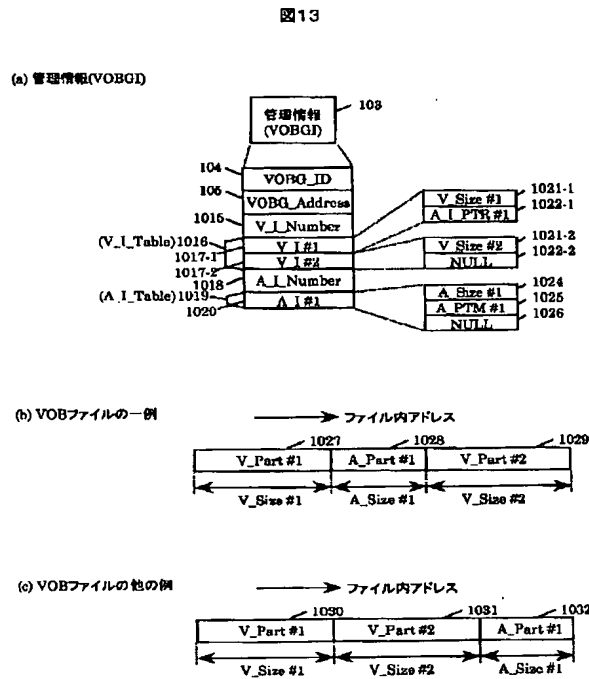 図13
(a) 管理情報(VOBGI)
管理情報
(VOBGI)
103
104
VOBG_ID
105
VOBG_Address
1015
V_I_Number
(V_I_Table) 1016
V_I #1
1017-1
V_I #2
1017-2
1018
A_I_Number
(A_I_Table) 1019
A_I #1
1020
V_Size #1
1021-1
A_I_PTR #1
1022-1
V_Size #2
1021-2
NULL
1022-2
A_Size #1
1024
A_PTM #1
1025
NULL
1026
(b) VOBファイルの一例
ファイル内アドレス
1027 1028 1029
V_Part #1 A_Part #1 V_Part #2
V_Size #1 A_Size #1 V_Size #2
(c) VOBファイルの他の例
ファイル内アドレス
1030 1031 1032
V_Part #1 V_Part #2 A_Part #1
V_Size #1 V_Size #2 A_Size #1